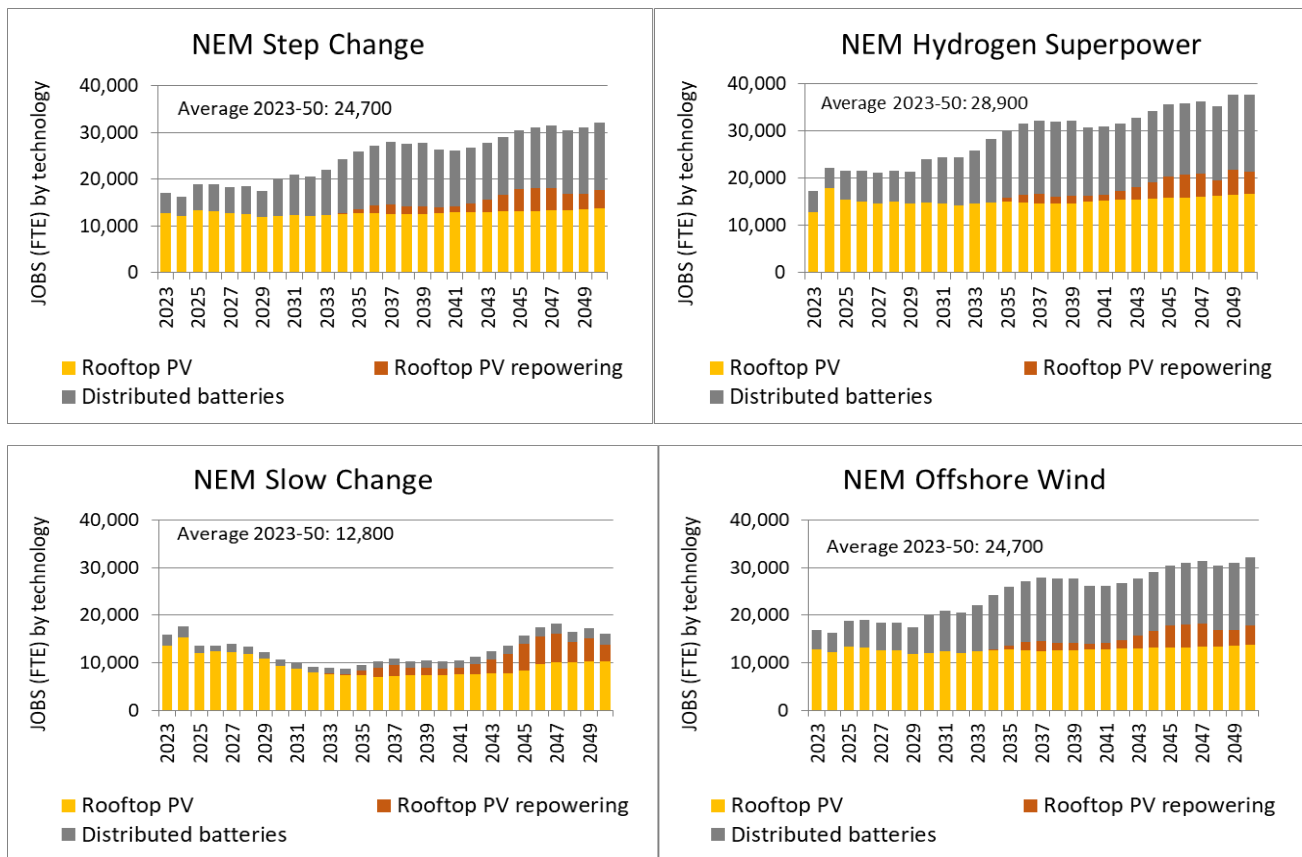 NEM Step Change
JOBS (FTE) by technology
40,000
30,000
20,000
10,000
0
Average 2023-50: 24,700
2023 2025 2027 2029 2031 2033 2035 2037 2039 2041 2043 2045 2047 2049
Rooftop PV Rooftop PV repowering
Distributed batteries
NEM Hydrogen Superpower
JOBS (FTE) by technology
40,000
30,000
20,000
10,000
0
Average 2023-50: 28,900
2023 2025 2027 2029 2031 2033 2035 2037 2039 2041 2043 2045 2047 2049
Rooftop PV Rooftop PV repowering
Distributed batteries
NEM Slow Change
JOBS (FTE) by technology
40,000
30,000
20,000
10,000
0
Average 2023-50: 12,800
2023 2025 2027 2029 2031 2033 2035 2037 2039 2041 2043 2045 2047 2049
Rooftop PV Rooftop PV repowering
Distributed batteries
NEM Offshore Wind
JOBS (FTE) by technology
40,000
30,000
20,000
10,000
0
Average 2023-50: 24,700
2023 2025 2027 2029 2031 2033 2035 2037 2039 2041 2043 2045 2047 2049
Rooftop PV Rooftop PV repowering
Distributed batteries